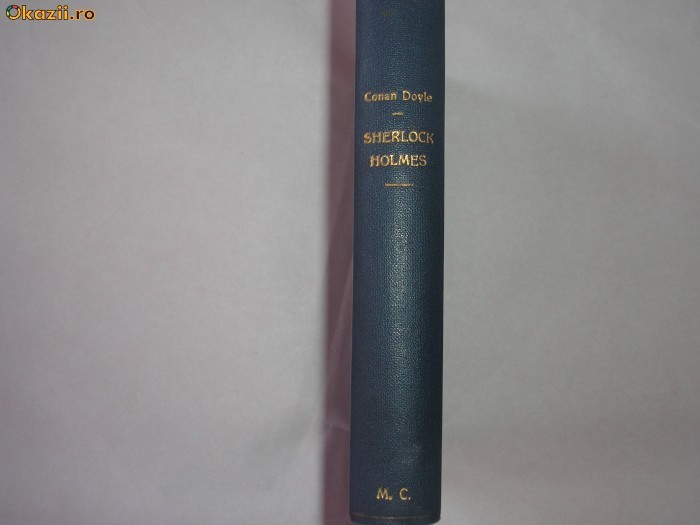 Okazii.ro
Conan Doyle
SHERLOCK
HOLMES
M. C.